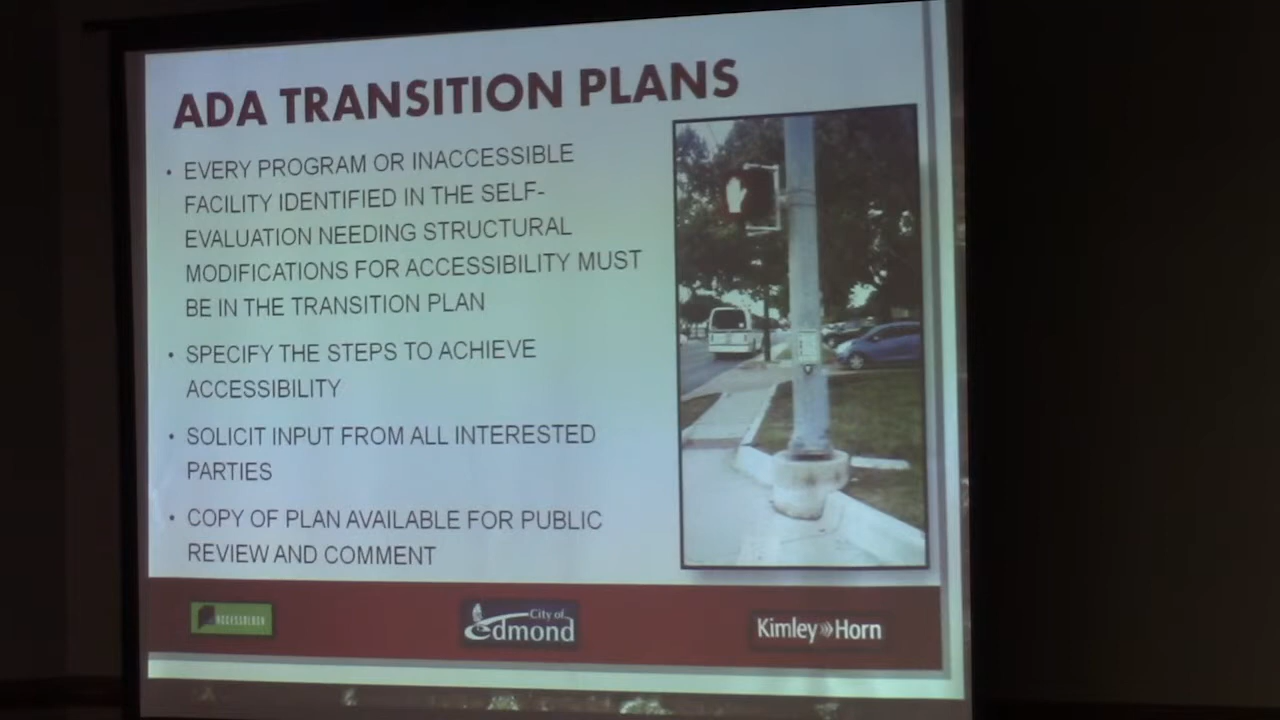 ADA TRANSITION PLANS
• EVERY PROGRAM OR INACCESSIBLE
FACILITY IDENTIFIED IN THE SELF-
EVALUATION NEEDING STRUCTURAL
MODIFICATIONS FOR ACCESSIBILITY MUST
BE IN THE TRANSITION PLAN
• SPECIFY THE STEPS TO ACHIEVE
ACCESSIBILITY
• SOLICIT INPUT FROM ALL INTERESTED
PARTIES
• COPY OF PLAN AVAILABLE FOR PUBLIC
REVIEW AND COMMENT
City of
Edmond
Kimley»Horn